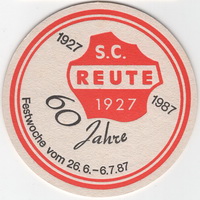 1927
S.C.
REUTE
1927
1987
60 Jahre
Festwoche vom 26.6.-6.7.87